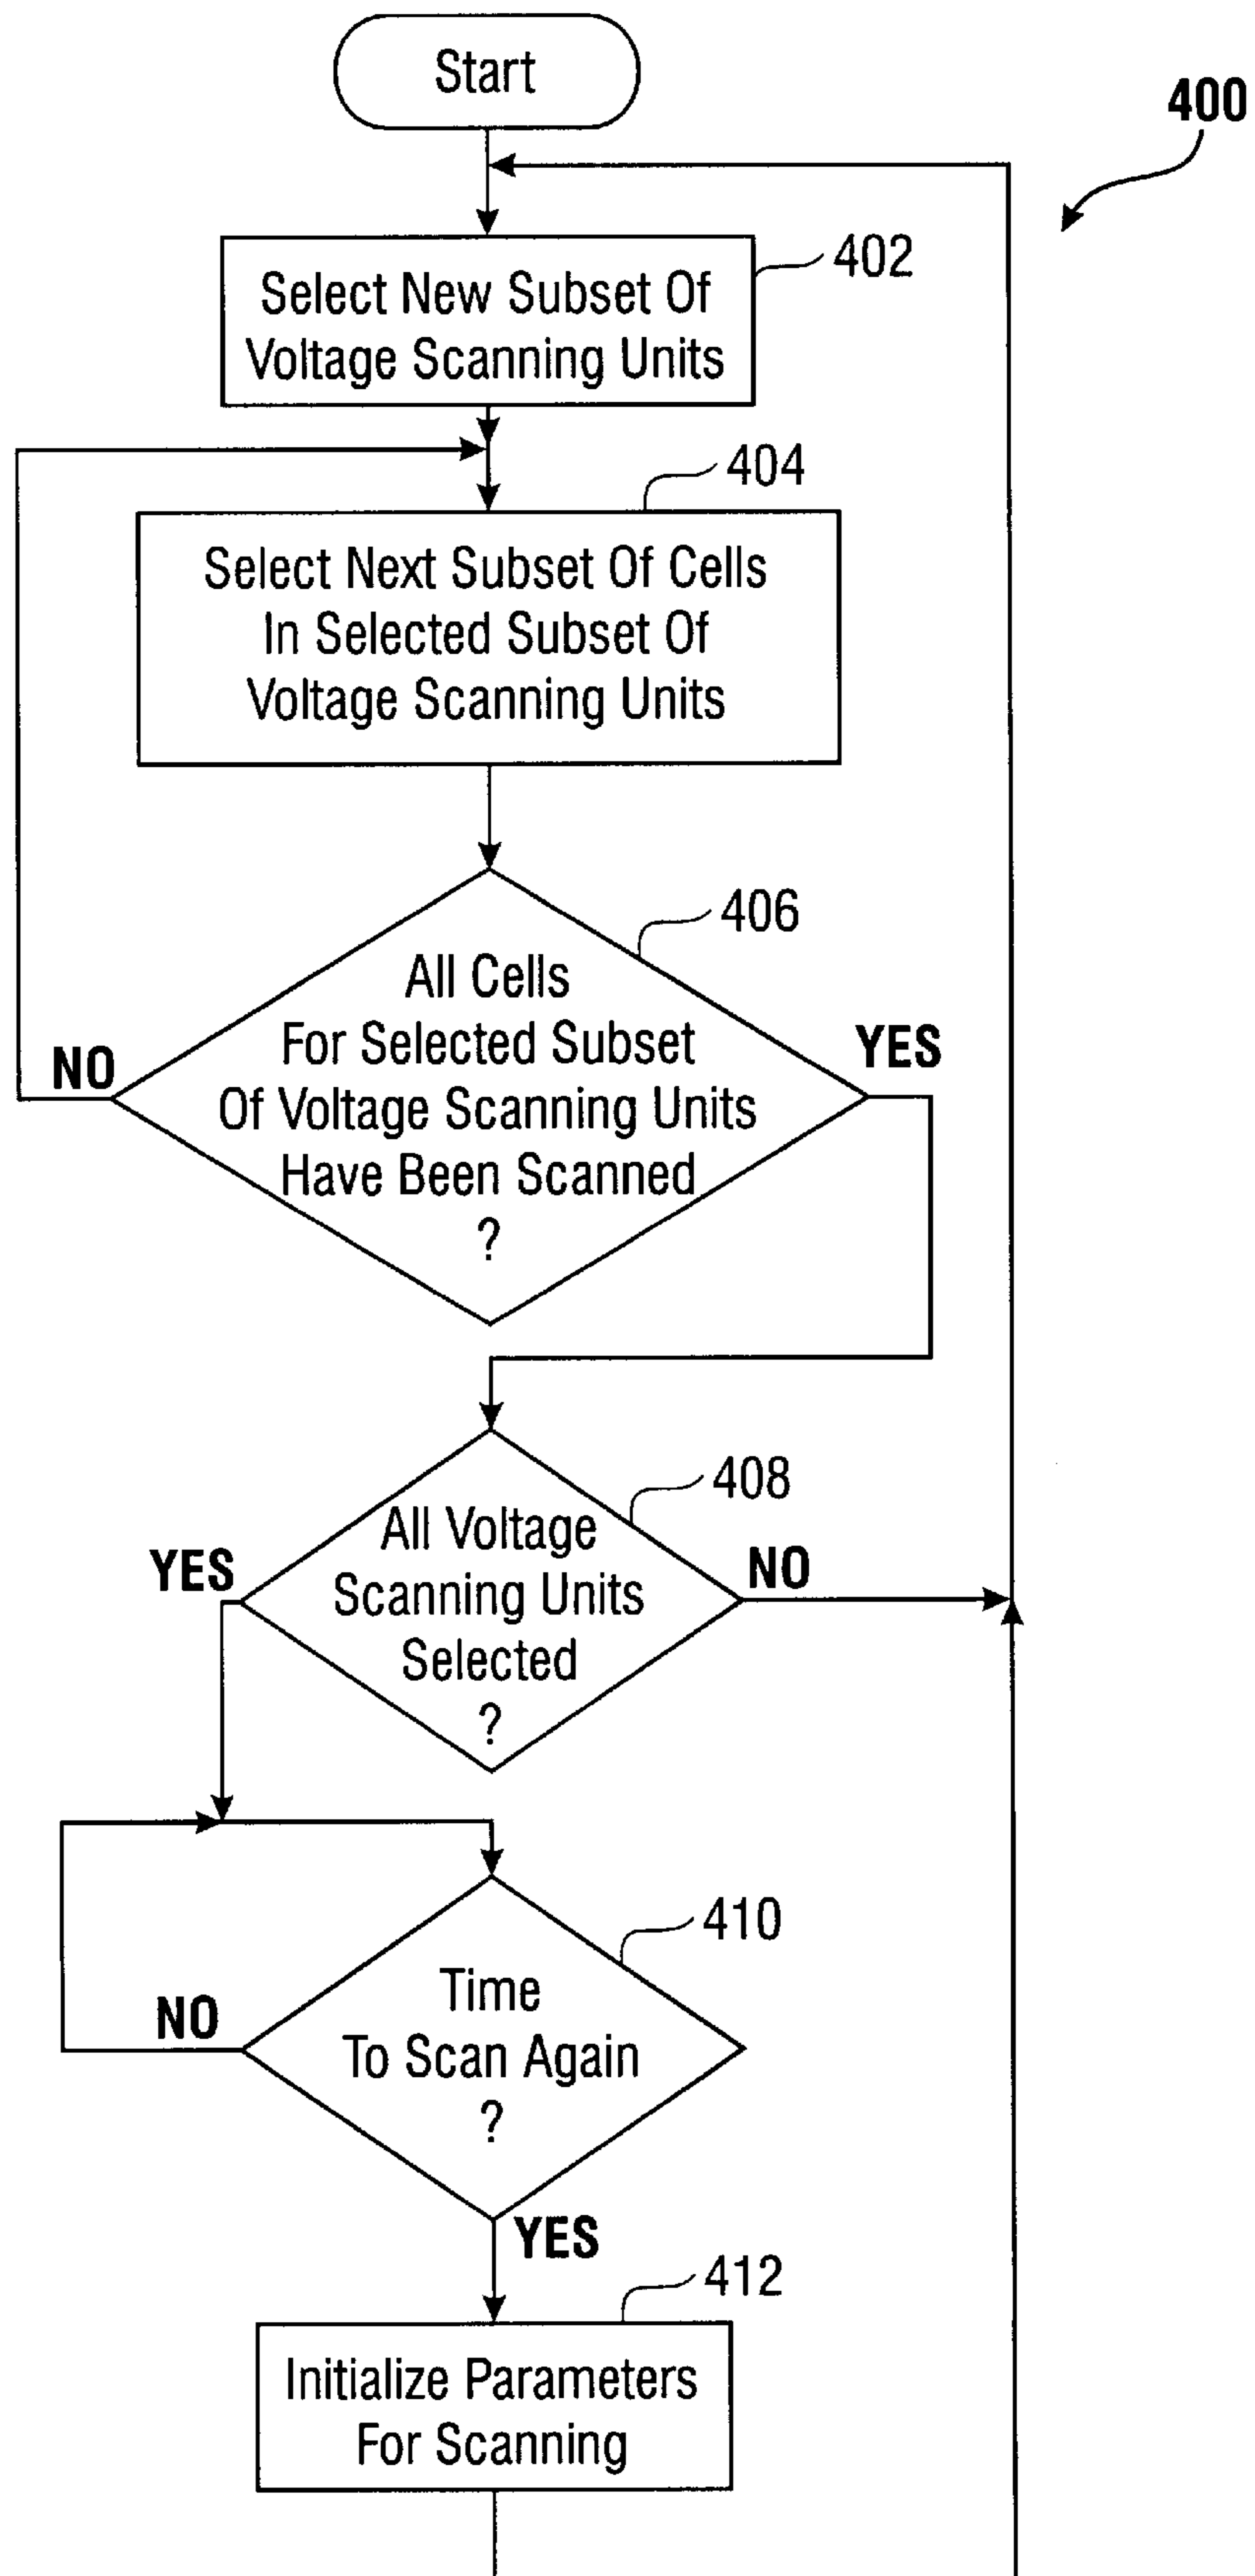 Start
400
402
Select New Subset Of
Voltage Scanning Units
404
Select Next Subset Of Cells
In Selected Subset Of
Voltage Scanning Units
406
All Cells
For Selected Subset
Of Voltage Scanning Units
Have Been Scanned
?
NO
YES
408
All Voltage
Scanning Units
Selected
?
YES
NO
410
Time
To Scan Again
?
NO
YES
412
Initialize Parameters
For Scanning